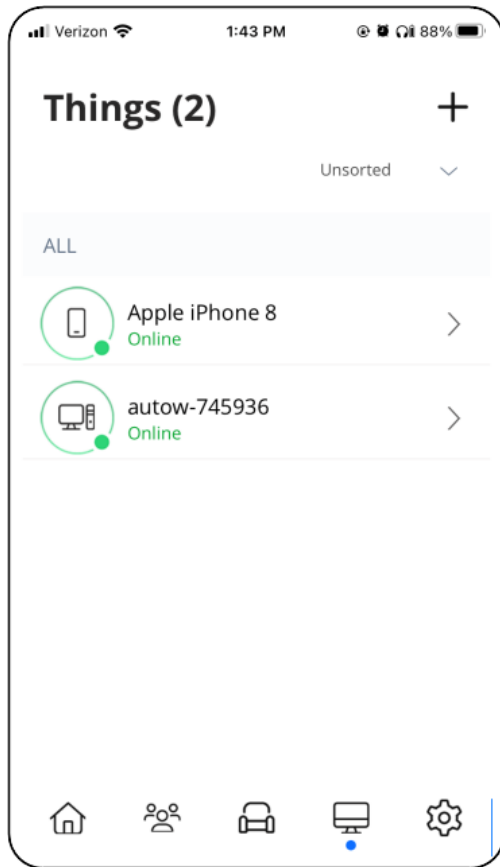 Verizon 1:43 PM 88%
Things (2)
Unsorted
ALL
Apple iPhone 8
Online
autow-745936
Online